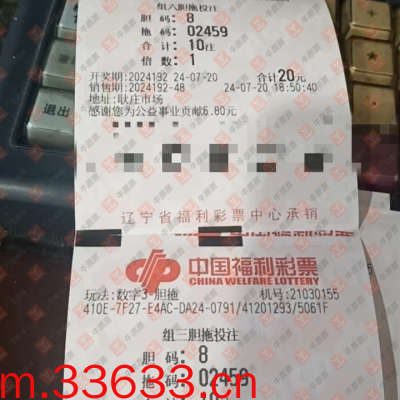 组六胆拖投注
胆 码: 8
拖 码: 02459
合 计: 10注
倍 数: 1
开奖期:2024192 24-07-20 合计20元
销售期:2024192-48 24-07-20 18:50:40
地址:耿庄市场
感谢您为公益事业贡献6.80元
退出
辽宁省福利彩票中心承销
中国福利彩票
CHINA WELFARE LOTTERY
玩法:数字3-胆拖 机号:21030155
410E-7F27-E4AC-DA24-0791/41201293/5061F
组三胆拖投注
胆 码: 8
拖 码: 02459
m.33633.cn